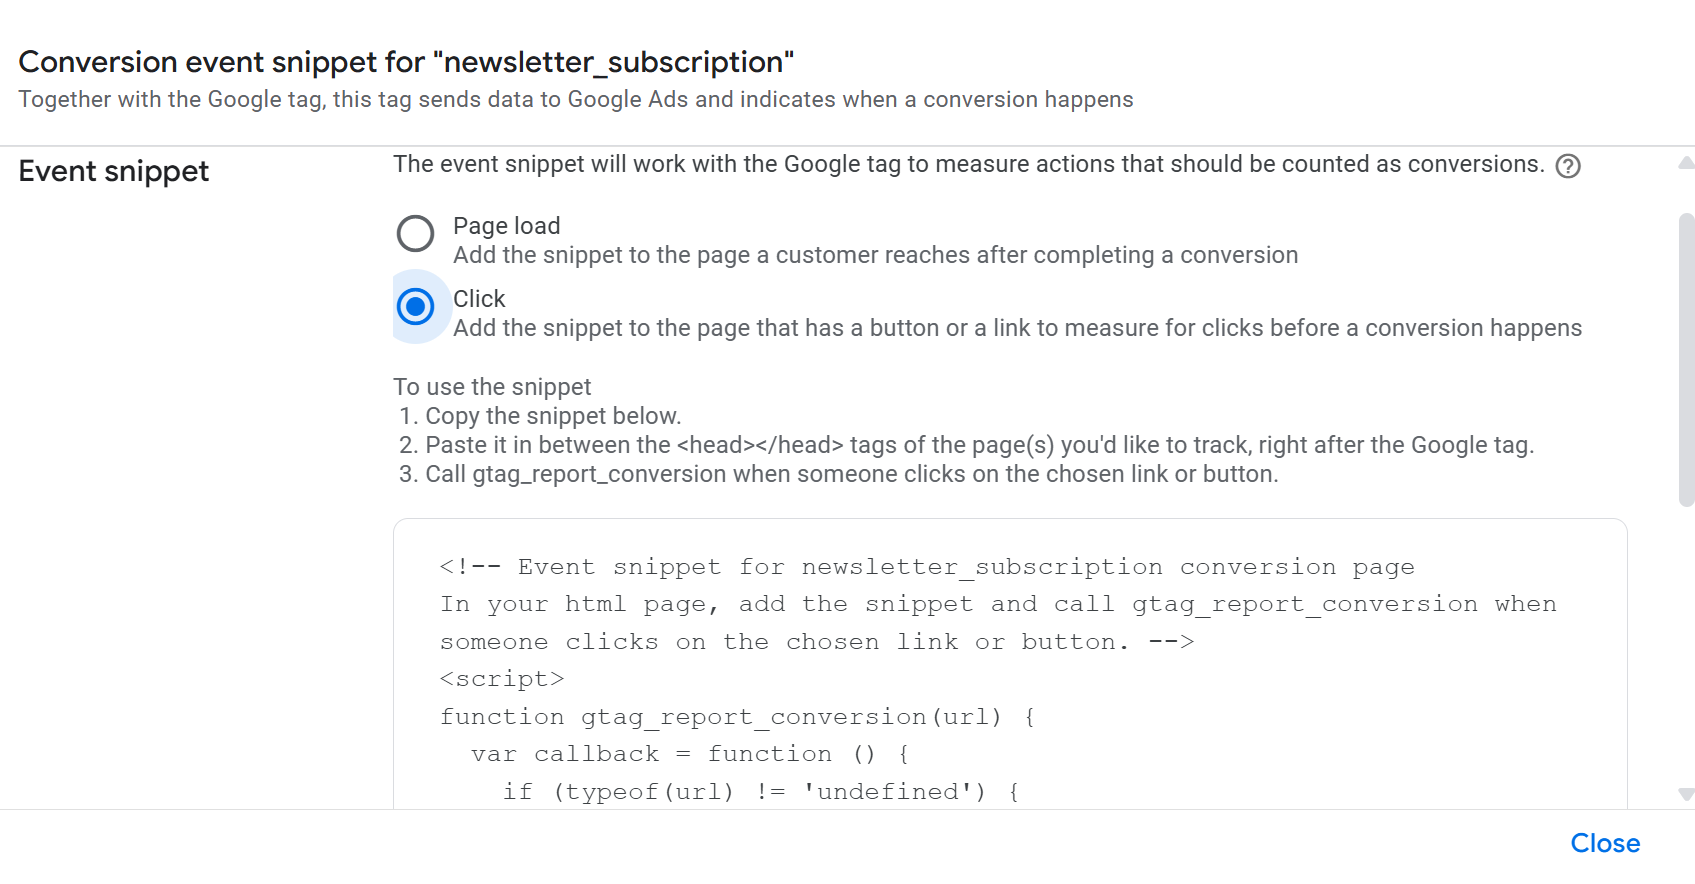 Conversion event snippet for "newsletter_subscription"
Together with the Google tag, this tag sends data to Google Ads and indicates when a conversion happens
Event snippet
The event snippet will work with the Google tag to measure actions that should be counted as conversions.
Page load
Add the snippet to the page a customer reaches after completing a conversion
Click
Add the snippet to the page that has a button or a link to measure for clicks before a conversion happens
To use the snippet
1. Copy the snippet below.
2. Paste it in between the <head></head> tags of the page(s) you'd like to track, right after the Google tag.
3. Call gtag_report_conversion when someone clicks on the chosen link or button.
<!-- Event snippet for newsletter_subscription conversion page
In your html page, add the snippet and call gtag_report_conversion when
someone clicks on the chosen link or button. -->
<script>
function gtag_report_conversion(url) {
  var callback = function () {
    if (typeof(url) != 'undefined') {
Close